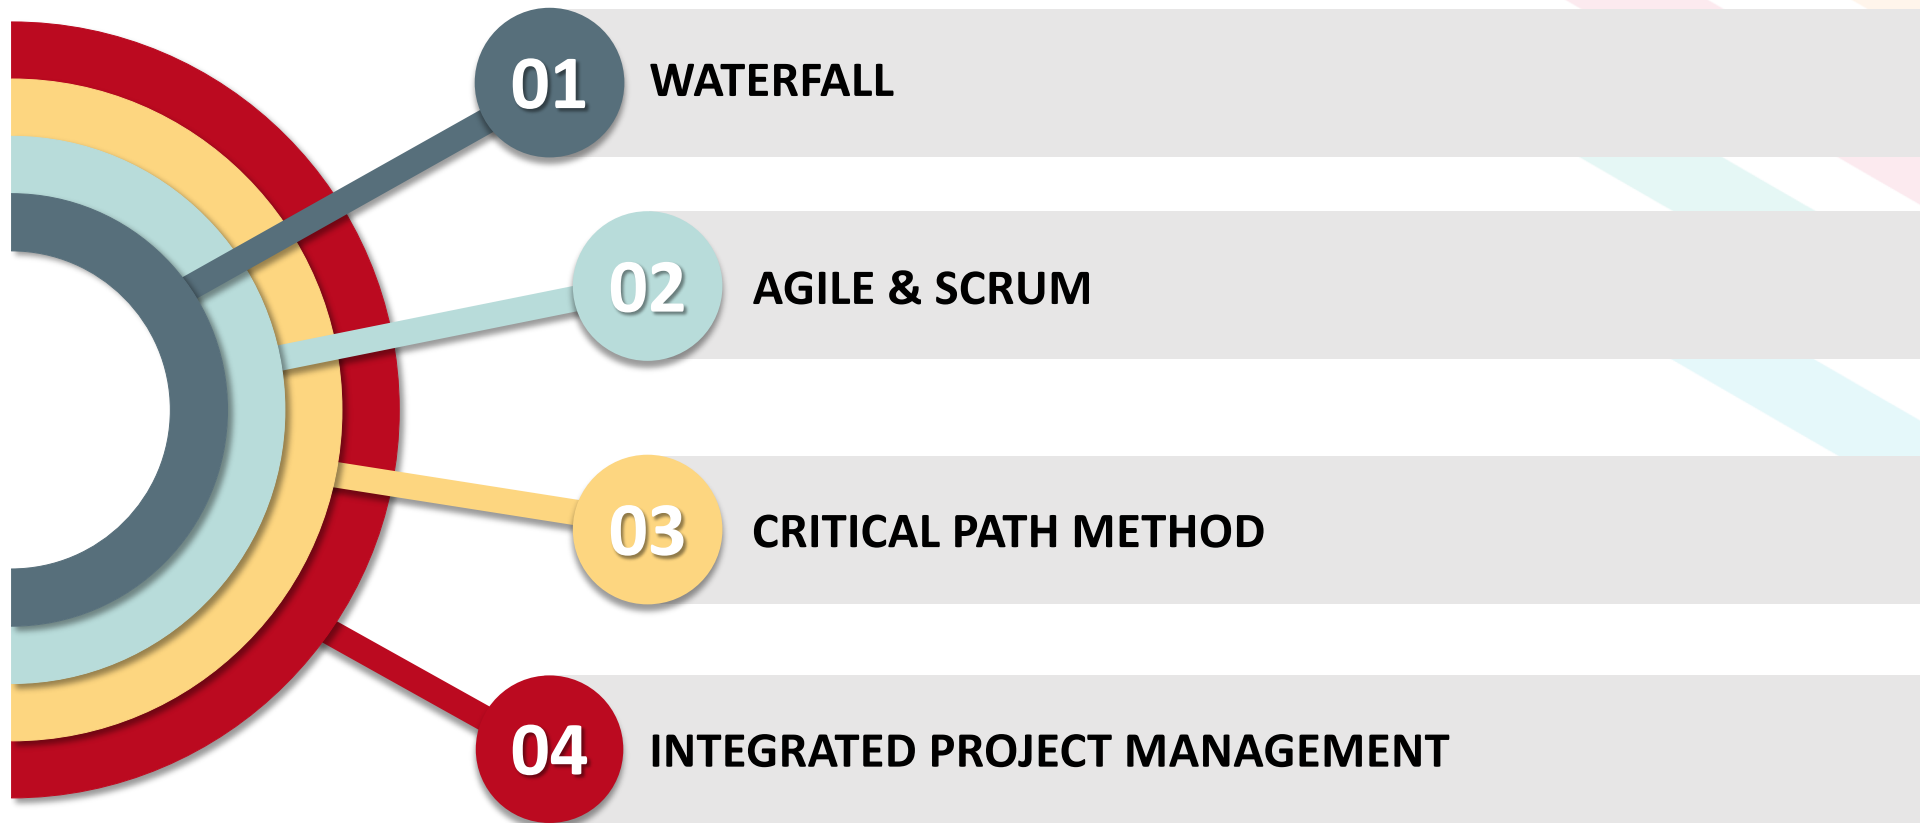 01 WATERFALL
02 AGILE & SCRUM
03 CRITICAL PATH METHOD
04 INTEGRATED PROJECT MANAGEMENT